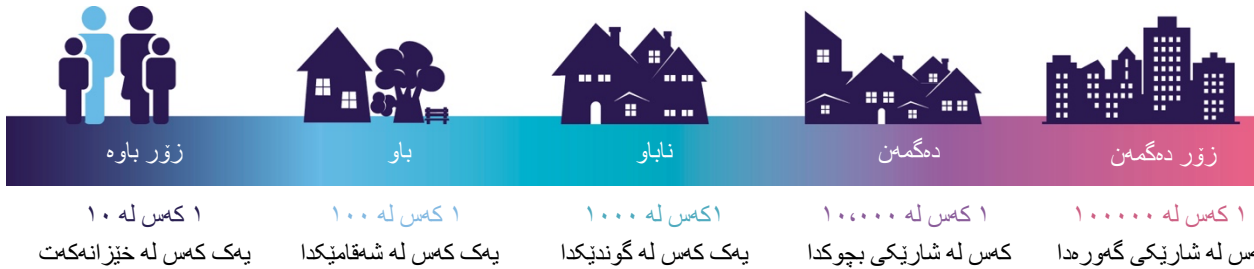 زۆر باوە
باو
ناباو
دەگمەن
زۆر دەگمەن
١ کەس لە ١٠
١ کەس لە ١٠٠
١کەس لە ١٠٠٠
١ کەس لە ١٠،٠٠٠
١ کەس لە ١٠٠٠٠٠
یەک کەس لە خێزانەکەت
یەک کەس لە شەقامێکدا
یەک کەس لە گوندێکدا
کەس لە شارێکی بچوکدا
لە شارێکی گەورەدا